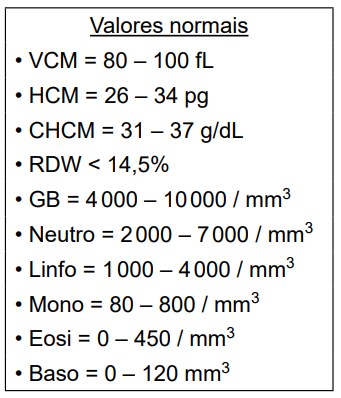 Valores normais
• VCM = 80 – 100 fL
• HCM = 26 – 34 pg
• CHCM = 31 – 37 g/dL
• RDW < 14,5%
• GB = 4 000 – 10 000 / mm³
• Neutro = 2 000 – 7 000 / mm³
• Linfo = 1 000 – 4 000 / mm³
• Mono = 80 – 800 / mm³
• Eosi = 0 – 450 / mm³
• Baso = 0 – 120 mm³